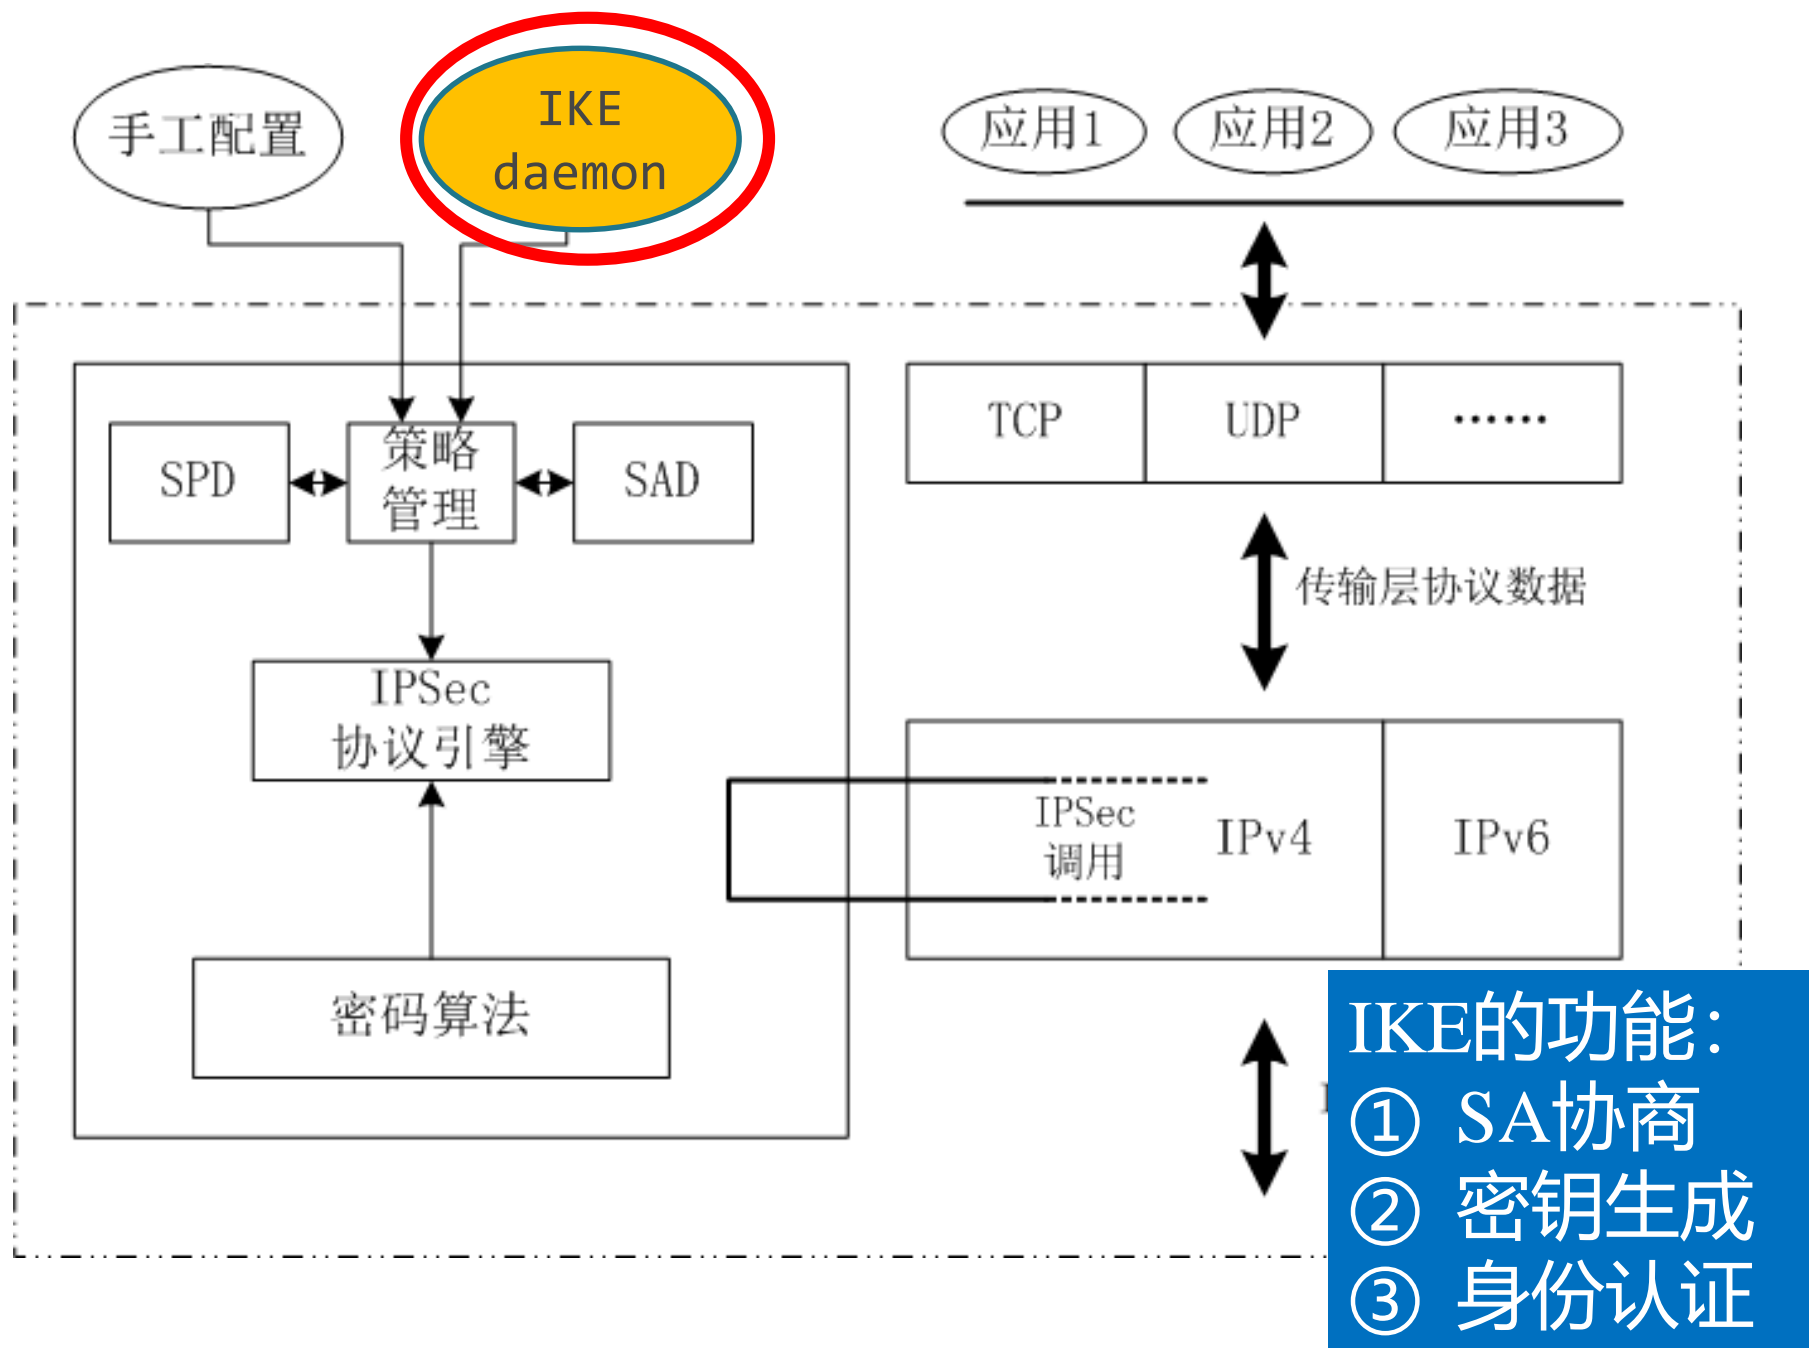 手工配置
IKE
daemon
应用1
应用2
应用3
SPD
策略
管理
SAD
TCP
UDP
······
传输层协议数据
IPSec
协议引擎
IPSec
调用
IPv4
IPv6
密码算法
IKE的功能：
① SA协商
② 密钥生成
③ 身份认证